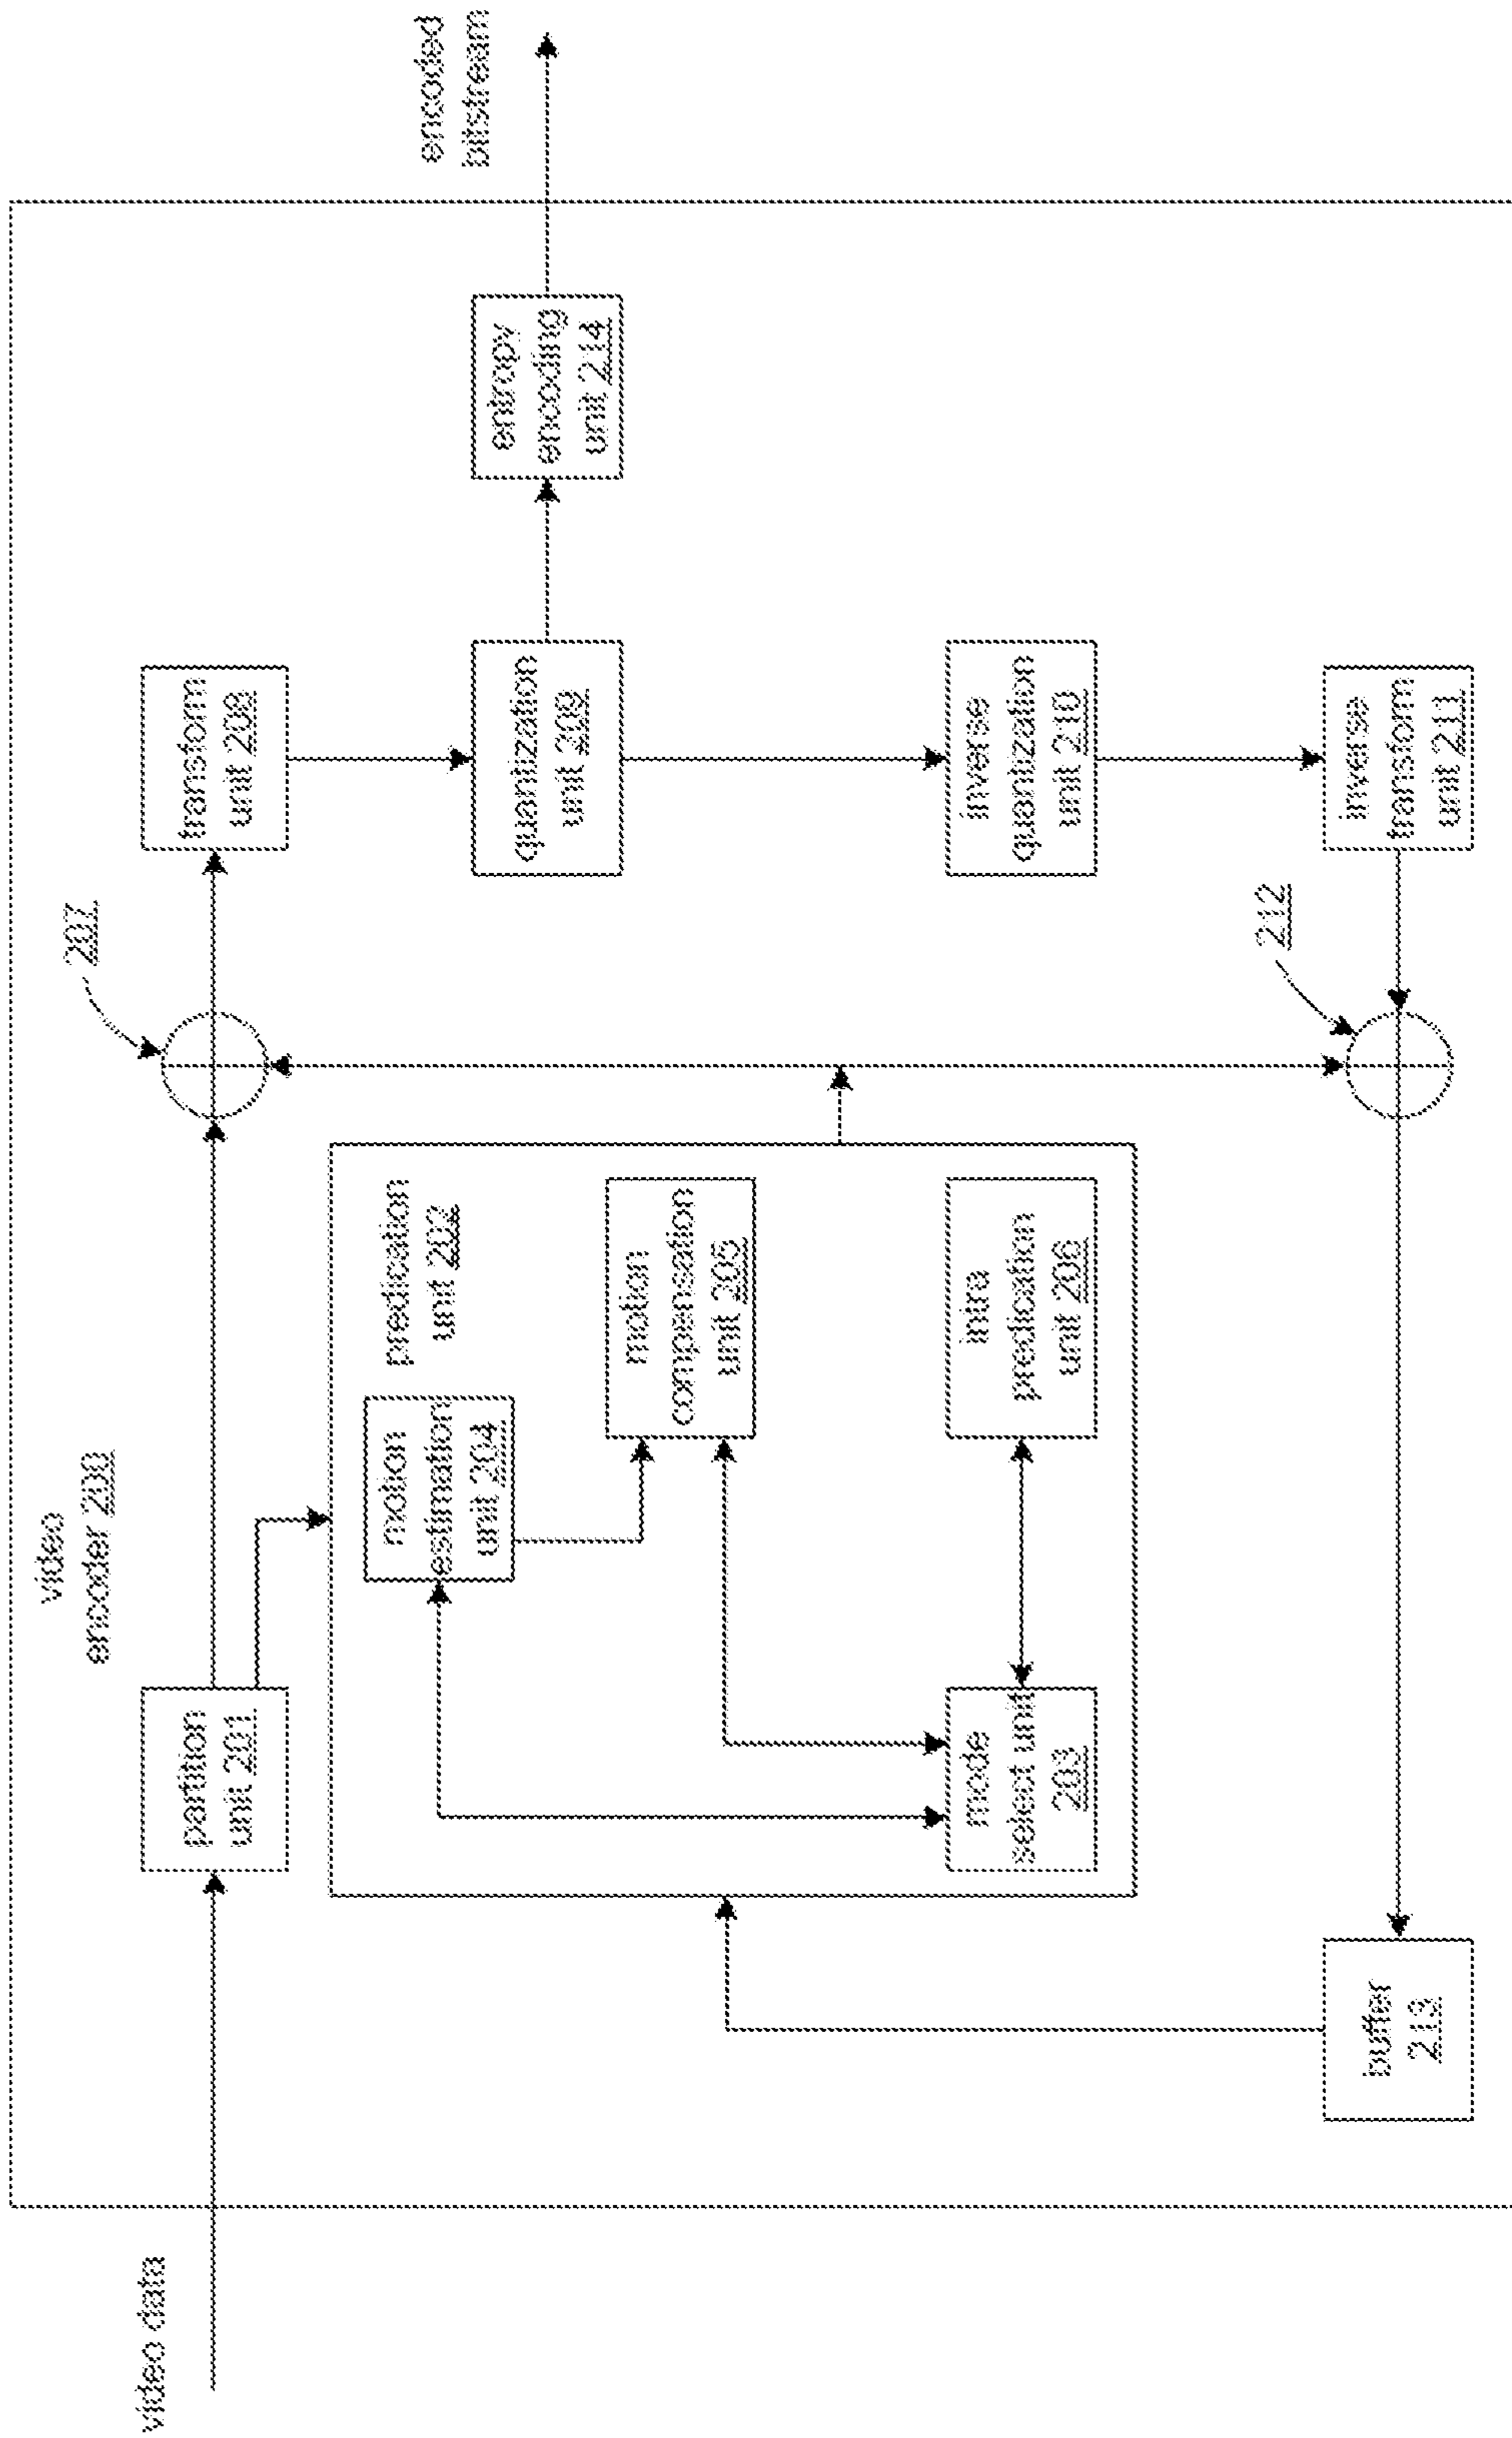 video
encoder 200
video data
partition
unit 201
207
transform
unit 208
encoded
bitstream
predication
unit 202
motion
estimation
unit 204
motion
compensation
unit 205
mode
select unit
203
intra
predication
unit 206
quantization
unit 209
entropy
encoding
unit 214
inverse
quantization
unit 210
212
inverse
transform
unit 211
buffer
213